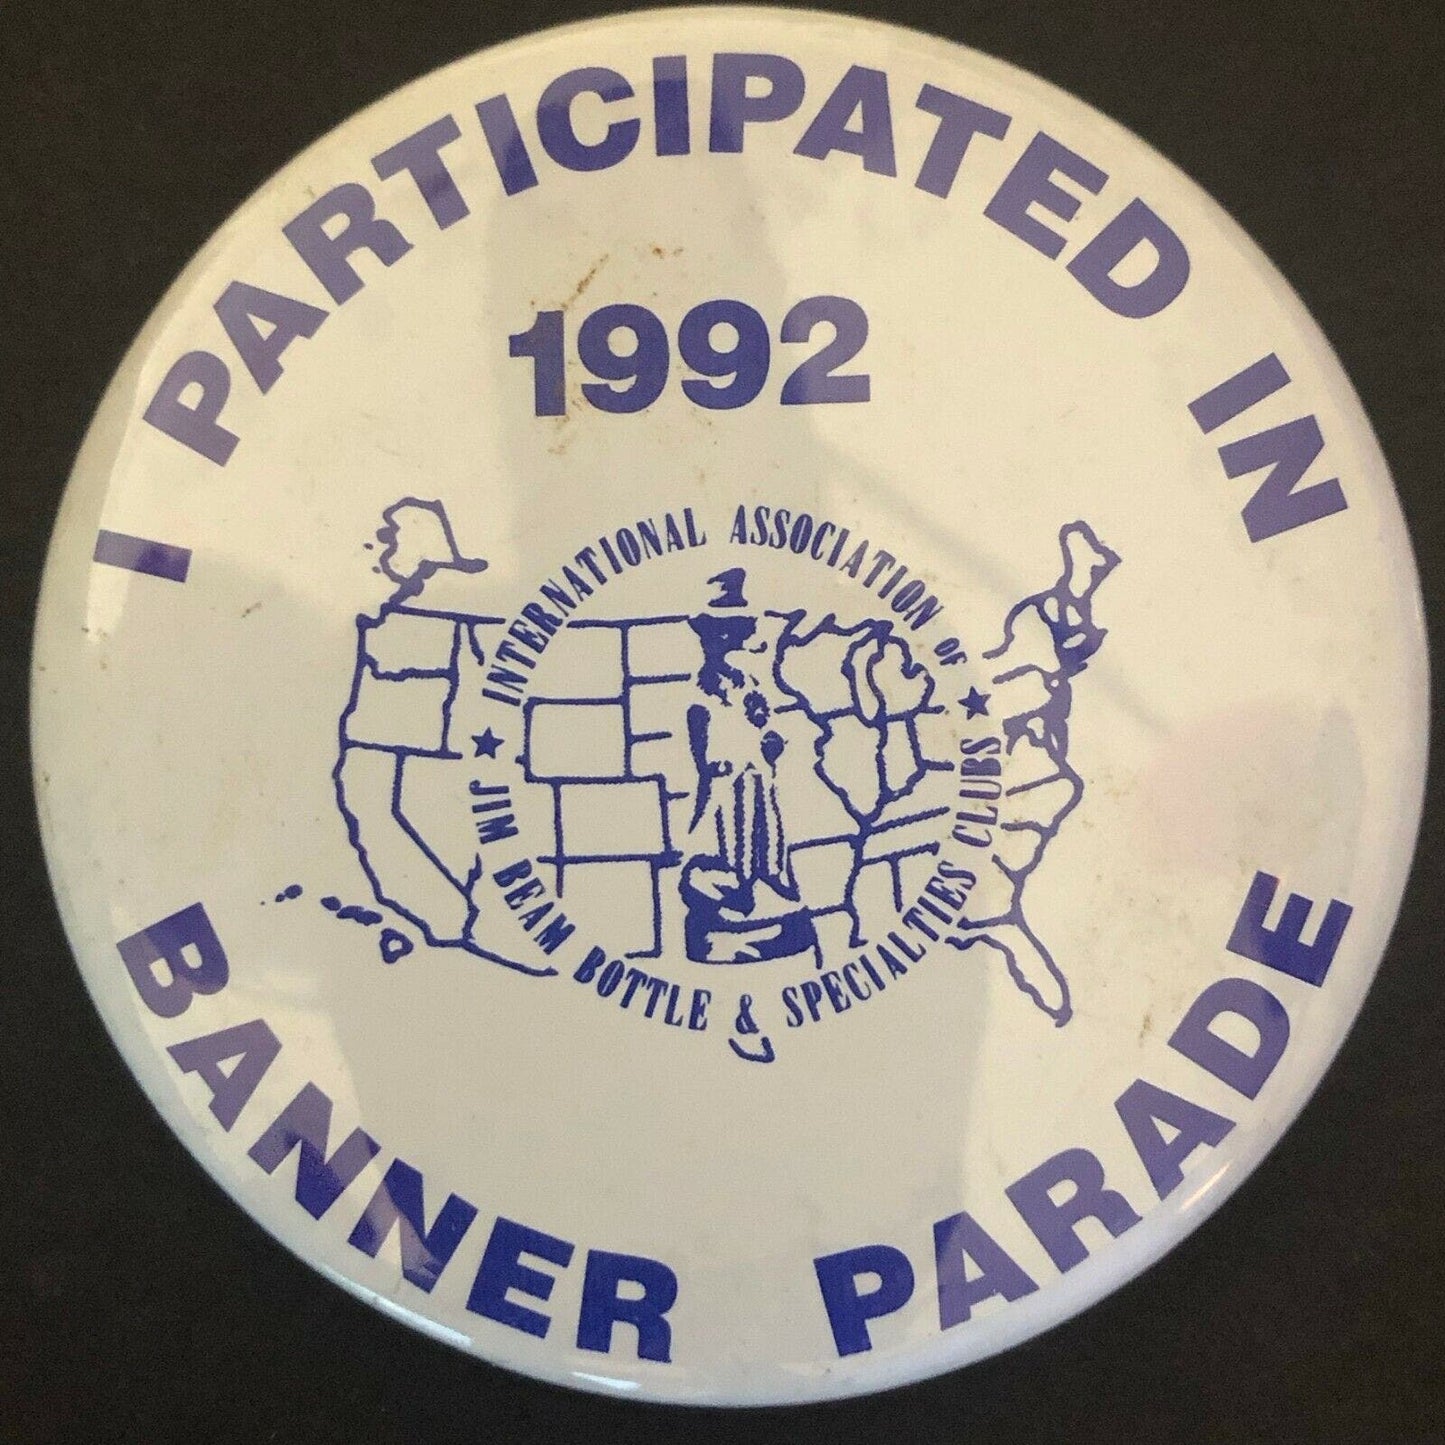 I PARTICIPATED IN
1992
INTERNATIONAL ASSOCIATION OF
★ JIM BEAM BOTTLE & SPECIALTIES CLUBS ★
BANNER PARADE